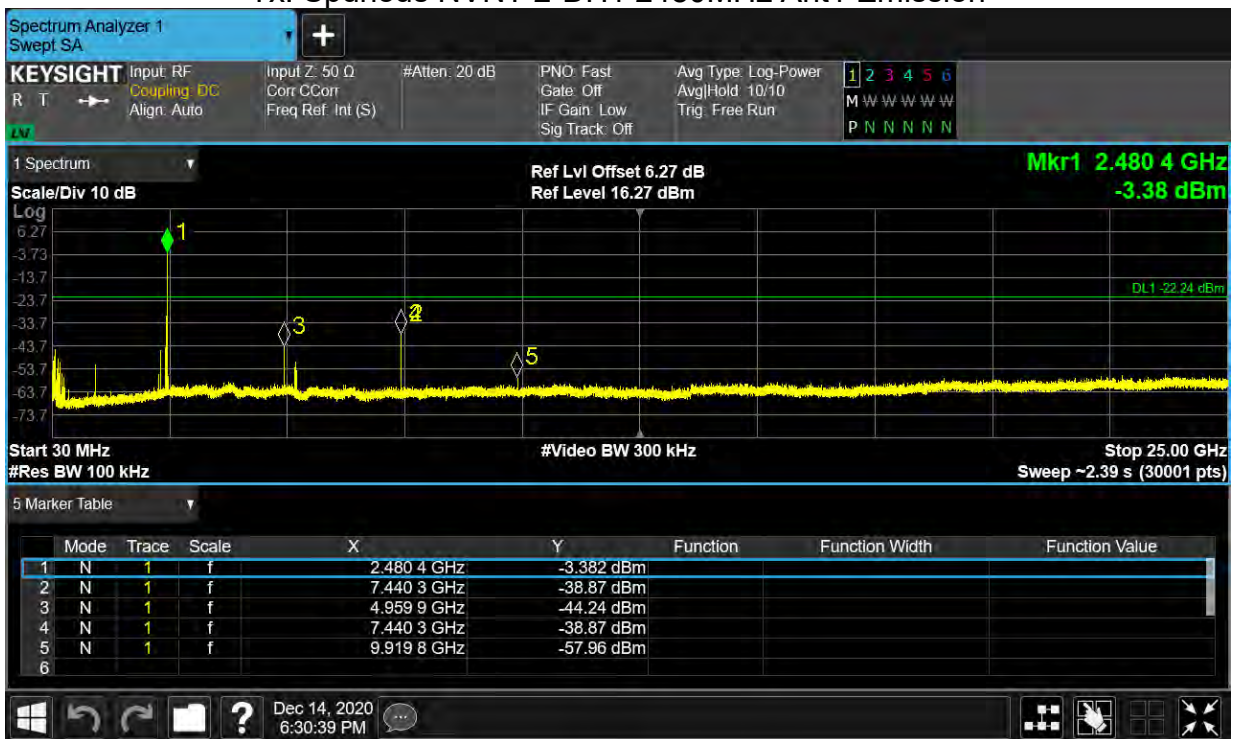 Tx. Spurious NVNT 2-DH1 2480MHz Ant1 Emission
Spectrum Analyzer 1
Swept SA
+
KEYSIGHT
R T
LXI
Input: RF
Coupling: DC
Align: Auto
Input Z: 50 Ω
Corr CCorr
Freq Ref: Int (S)
#Atten: 20 dB
PNO: Fast
Gate: Off
IF Gain: Low
Sig Track: Off
Avg Type: Log-Power
Avg|Hold: 10/10
Trig: Free Run
1 2 3 4 5 6
M W W W W W
P N N N N N
1 Spectrum
Scale/Div 10 dB
Ref Lvl Offset 6.27 dB
Ref Level 16.27 dBm
Mkr1 2.480 4 GHz
-3.38 dBm
Log
6.27
-3.73
-13.7
-23.7
-33.7
-43.7
-53.7
-63.7
-73.7
1
3
2
5
DL1 -22.24 dBm
Start 30 MHz
#Res BW 100 kHz
#Video BW 300 kHz
Stop 25.00 GHz
Sweep ~2.39 s (30001 pts)
5 Marker Table
Mode Trace Scale X Y Function Function Width Function Value
1 N 1 f 2.480 4 GHz -3.382 dBm
2 N 1 f 7.440 3 GHz -38.87 dBm
3 N 1 f 4.959 9 GHz -44.24 dBm
4 N 1 f 7.440 3 GHz -38.87 dBm
5 N 1 f 9.919 8 GHz -57.96 dBm
6
?
Dec 14, 2020
6:30:39 PM